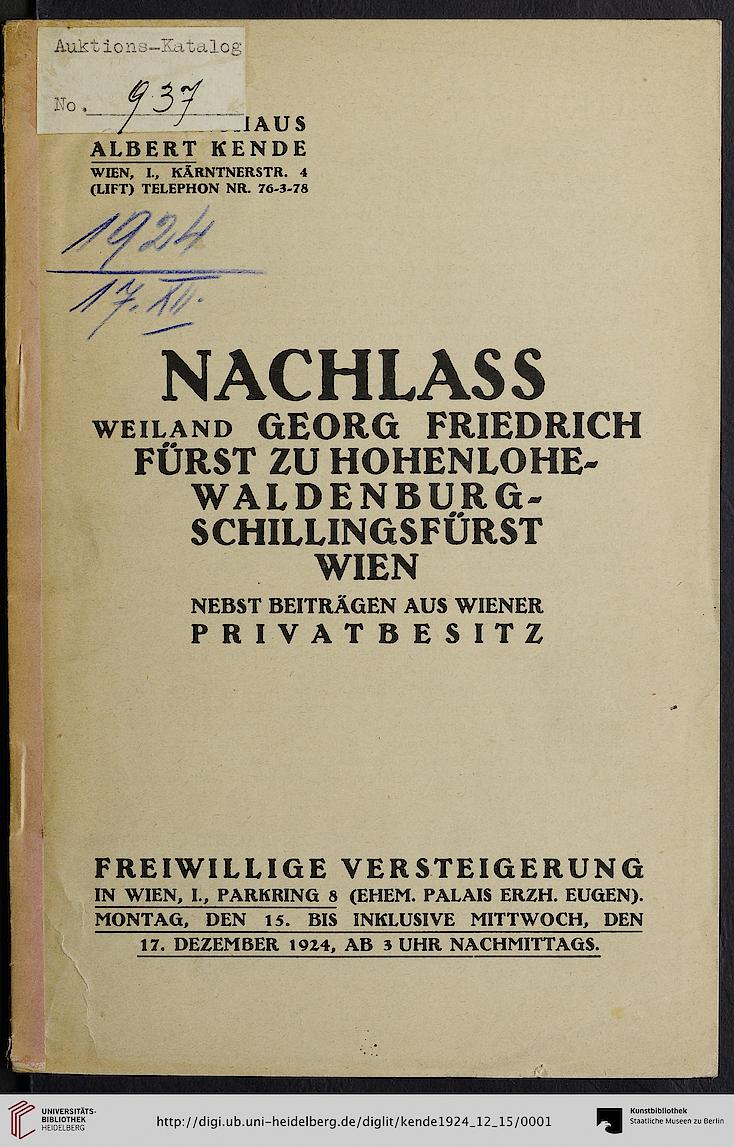 Auktions-Katalog
No. 937
ALBERT KENDE
WIEN, I., KÄRNTNERSTR. 4
(LIFT) TELEPHON NR. 76-3-78
1924
17. XII.
NACHLASS
WEILAND GEORG FRIEDRICH
FÜRST ZU HOHENLOHE-
WALDENBURG-
SCHILLINGSFÜRST
WIEN
NEBST BEITRÄGEN AUS WIENER
PRIVATBESITZ
FREIWILLIGE VERSTEIGERUNG
IN WIEN, I., PARKRING 8 (EHEM. PALAIS ERZH. EUGEN).
MONTAG, DEN 15. BIS INKLUSIVE MITTWOCH, DEN
17. DEZEMBER 1924, AB 3 UHR NACHMITTAGS.
UNIVERSITÄTS-
BIBLIOTHEK
HEIDELBERG
http://digi.ub.uni-heidelberg.de/diglit/kende1924_12_15/0001
Kunstbibliothek
Staatliche Museen zu Berlin